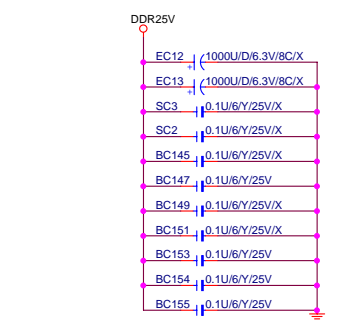 DDR25V
EC12 1000U/D/6.3V/8C/X
+
EC13 1000U/D/6.3V/8C/X
+
SC3 0.1U/6/Y/25V/X
SC2 0.1U/6/Y/25V/X
BC145 0.1U/6/Y/25V/X
BC147 0.1U/6/Y/25V
BC149 0.1U/6/Y/25V/X
BC151 0.1U/6/Y/25V/X
BC153 0.1U/6/Y/25V
BC154 0.1U/6/Y/25V
BC155 0.1U/6/Y/25V